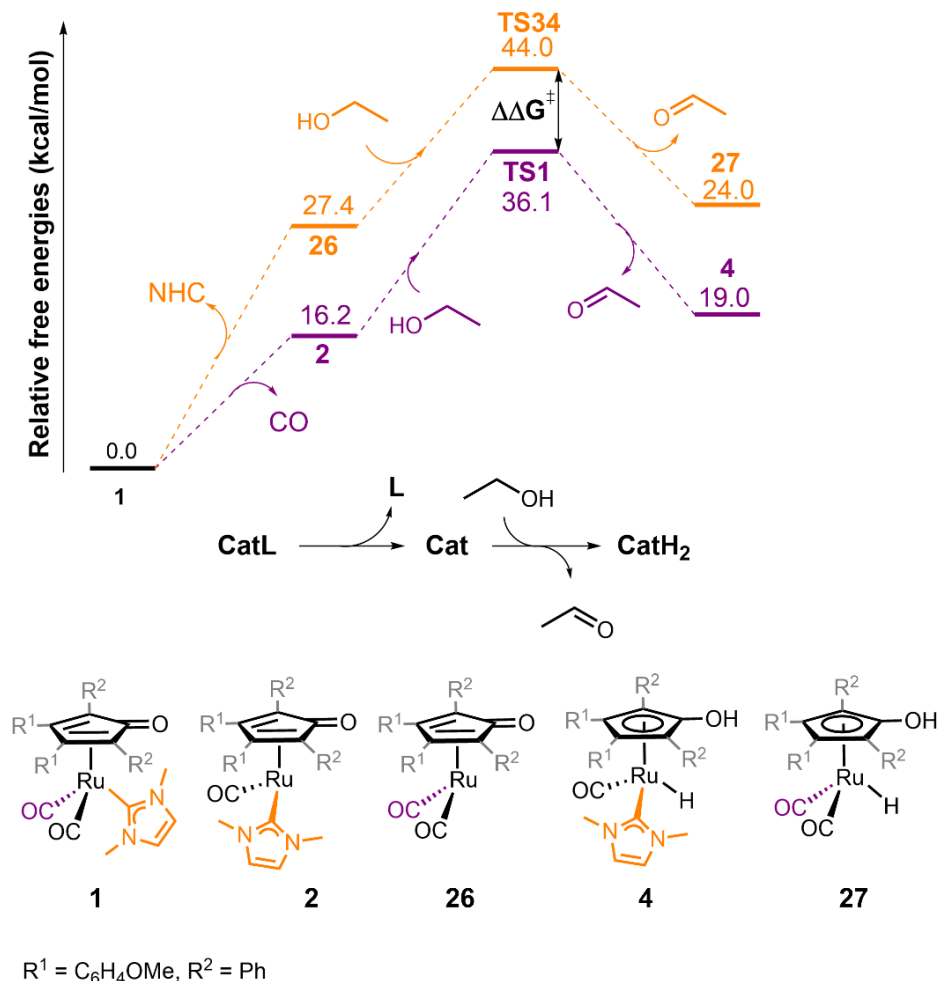 Relative free energies (kcal/mol)
TS34
44.0
ΔΔG‡
TS1
36.1
HO
O
27
24.0
27.4
26
4
19.0
NHC
16.2
2
HO
O
CO
0.0
1
L
OH
CatL
Cat
CatH₂
O
R² O R¹ R¹ R² Ru OC OC N N
R² O R¹ R¹ R² Ru OC N N
R² O R¹ R¹ R² Ru OC OC
R² OH R¹ R¹ R² Ru OC H N N
R² OH R¹ R¹ R² Ru OC OC H
1 2 26 4 27
R¹ = C₆H₄OMe, R² = Ph